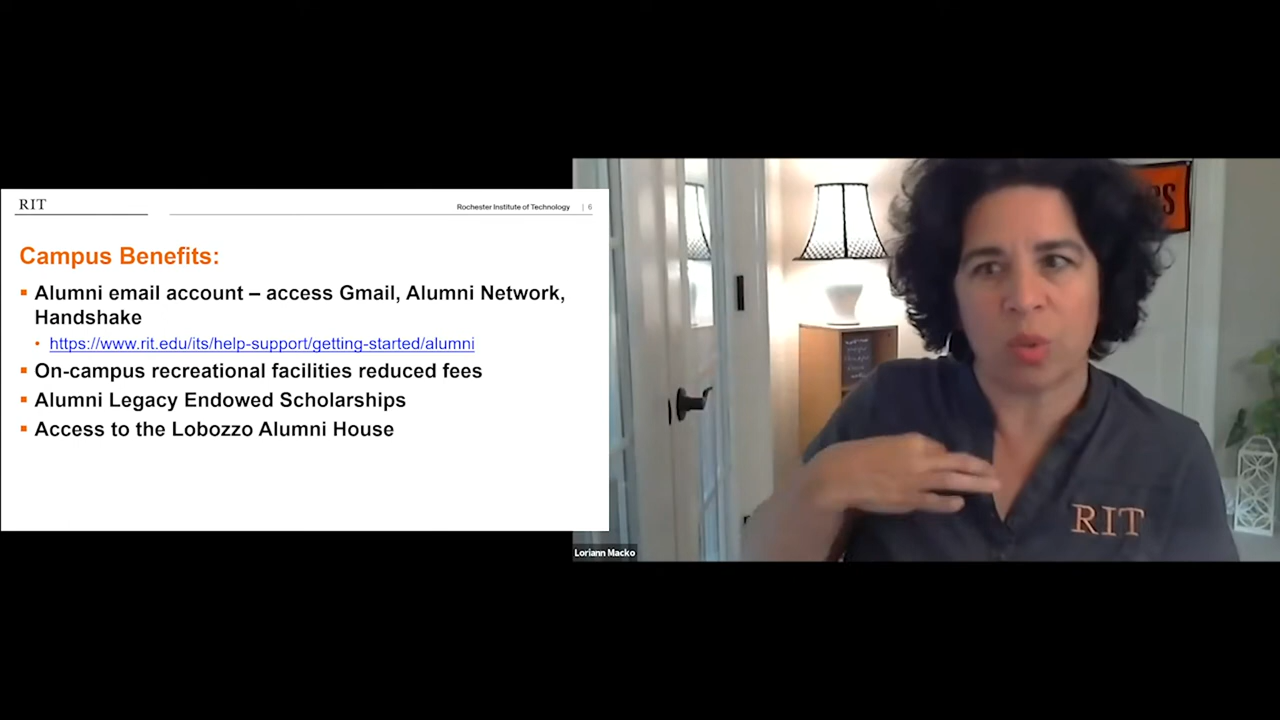 RIT
Rochester Institute of Technology | 6
Campus Benefits:
▪ Alumni email account – access Gmail, Alumni Network,
Handshake
• https://www.rit.edu/its/help-support/getting-started/alumni
▪ On-campus recreational facilities reduced fees
▪ Alumni Legacy Endowed Scholarships
▪ Access to the Lobozzo Alumni House
RIT
Loriann Macko